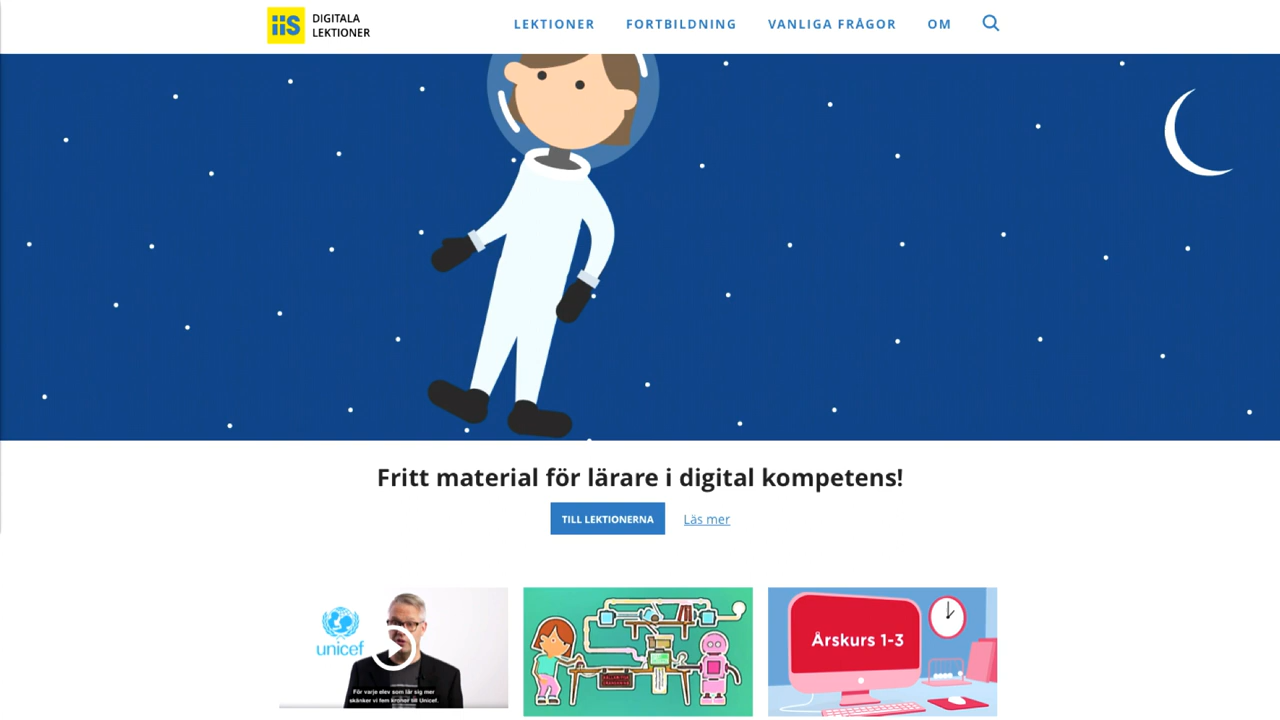 iiS
DIGITALA
LEKTIONER
LEKTIONER
FORTBILDNING
VANLIGA FRÅGOR
OM
Fritt material för lärare i digital kompetens!
TILL LEKTIONERNA
Läs mer
unicef
För varje elev som lär sig mer
skänker vi fem kronor till Unicef.
Årskurs 1-3